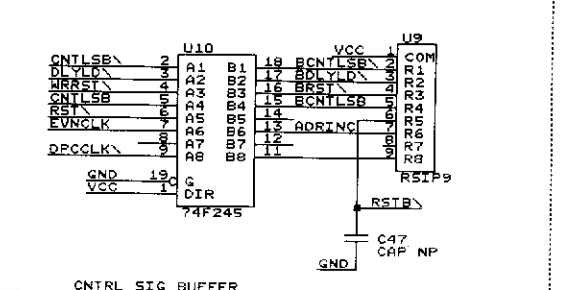 U10
U9
VCC 1 COM
CNTLSB\ 2 A1 B1 18 BCNTLSB\ 2 R1
DLYLD\ 3 A2 B2 17 BDLYLD\ 3 R2
WRRST\ 4 A3 B3 16 BRST\ 4 R3
CNTLSB 5 A4 B4 15 BCNTLSB 5 R4
RST\ 6 A5 B5 14 6 R5
EVNCLK 7 A6 B6 13 ADRINC 7 R6
8 A7 B7 12 8 R7
DPCCLK\ 9 A8 B8 11 9 R8
RSIP9
GND 19 G
VCC 1 DIR
74F245
RSTB\
C47
CAP NP
GND
CNTRL SIG BUFFER